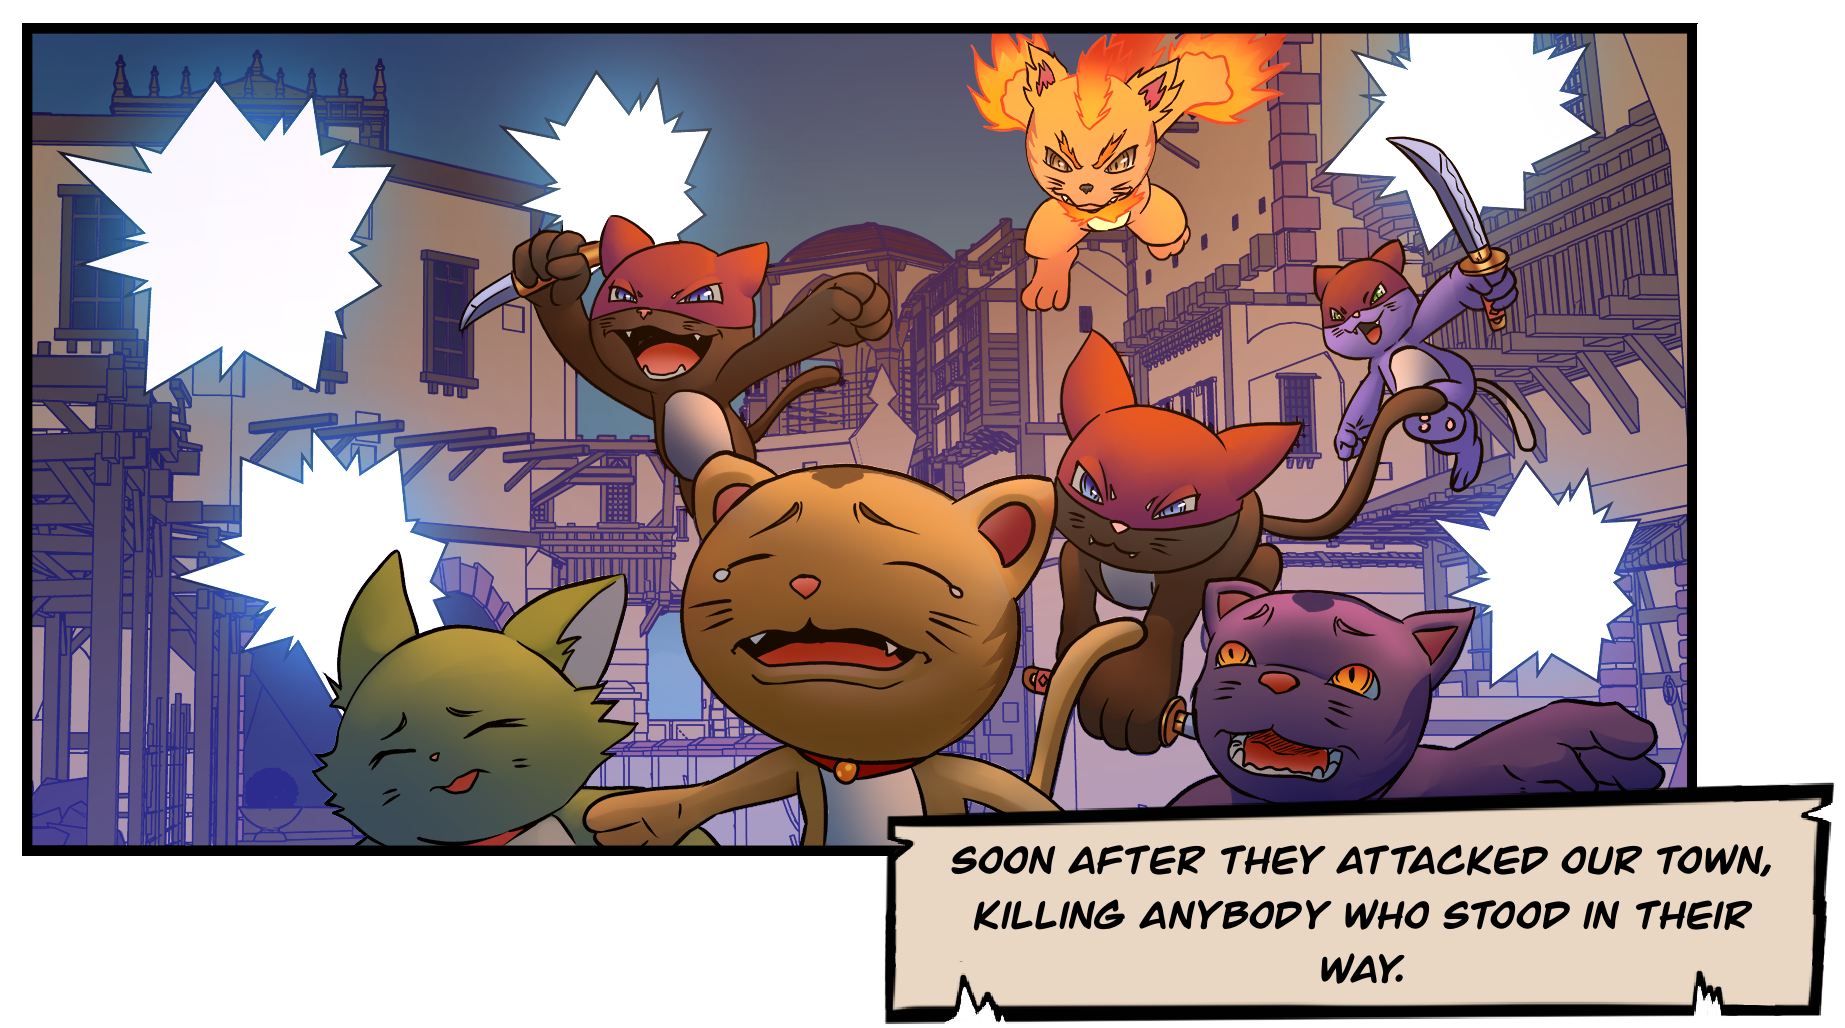 SOON AFTER THEY ATTACKED OUR TOWN,
KILLING ANYBODY WHO STOOD IN THEIR
WAY.